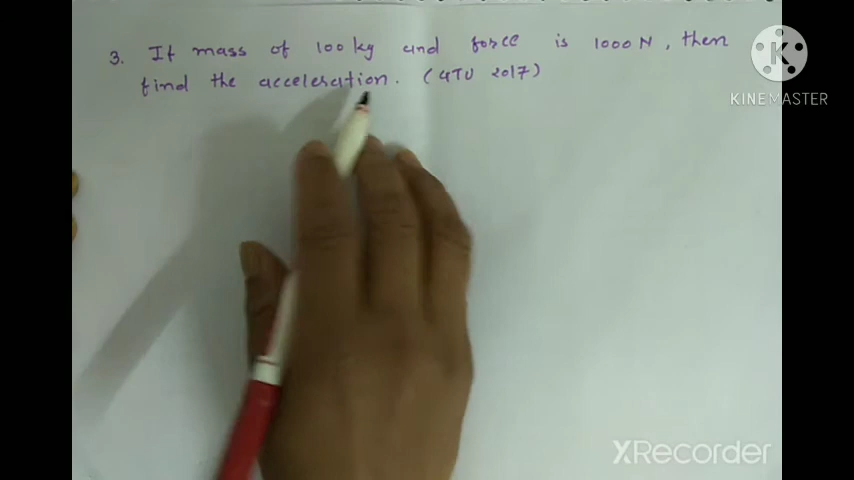 3. If mass of 100 kg and force is 1000 N, then
find the acceleration. (GTU 2017)
K
KINEMASTER
XRecorder